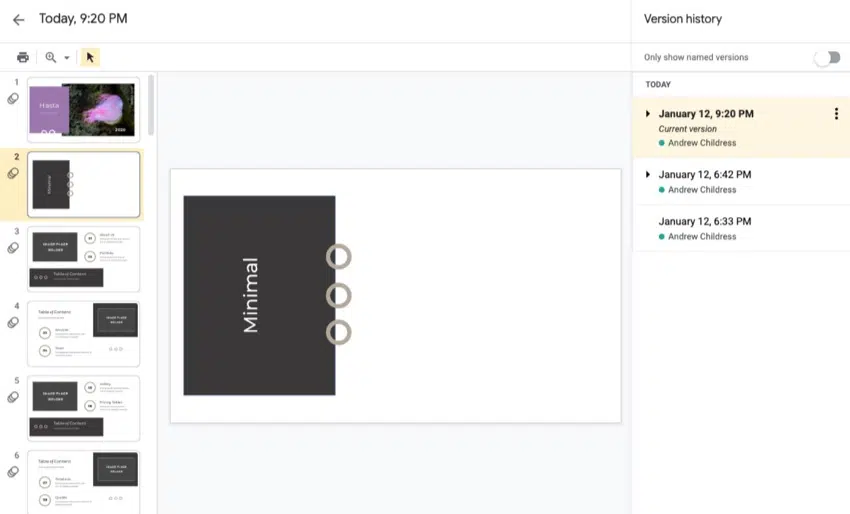 Today, 9:20 PM
Version history
Only show named versions
TODAY
January 12, 9:20 PM
Current version
Andrew Childress
January 12, 6:42 PM
Andrew Childress
January 12, 6:33 PM
Andrew Childress
1
Haste
2020
2
Minimal
3
IMAGE PLACE
HOLDER
About Us
Table of Content
4
Table of Content
IMAGE PLACE
HOLDER
Team
5
IMAGE PLACE
HOLDER
Gallery
Pricing Tables
Table of Content
6
Table of Content
IMAGE PLACE
HOLDER
Timelines
Quotes
Minimal